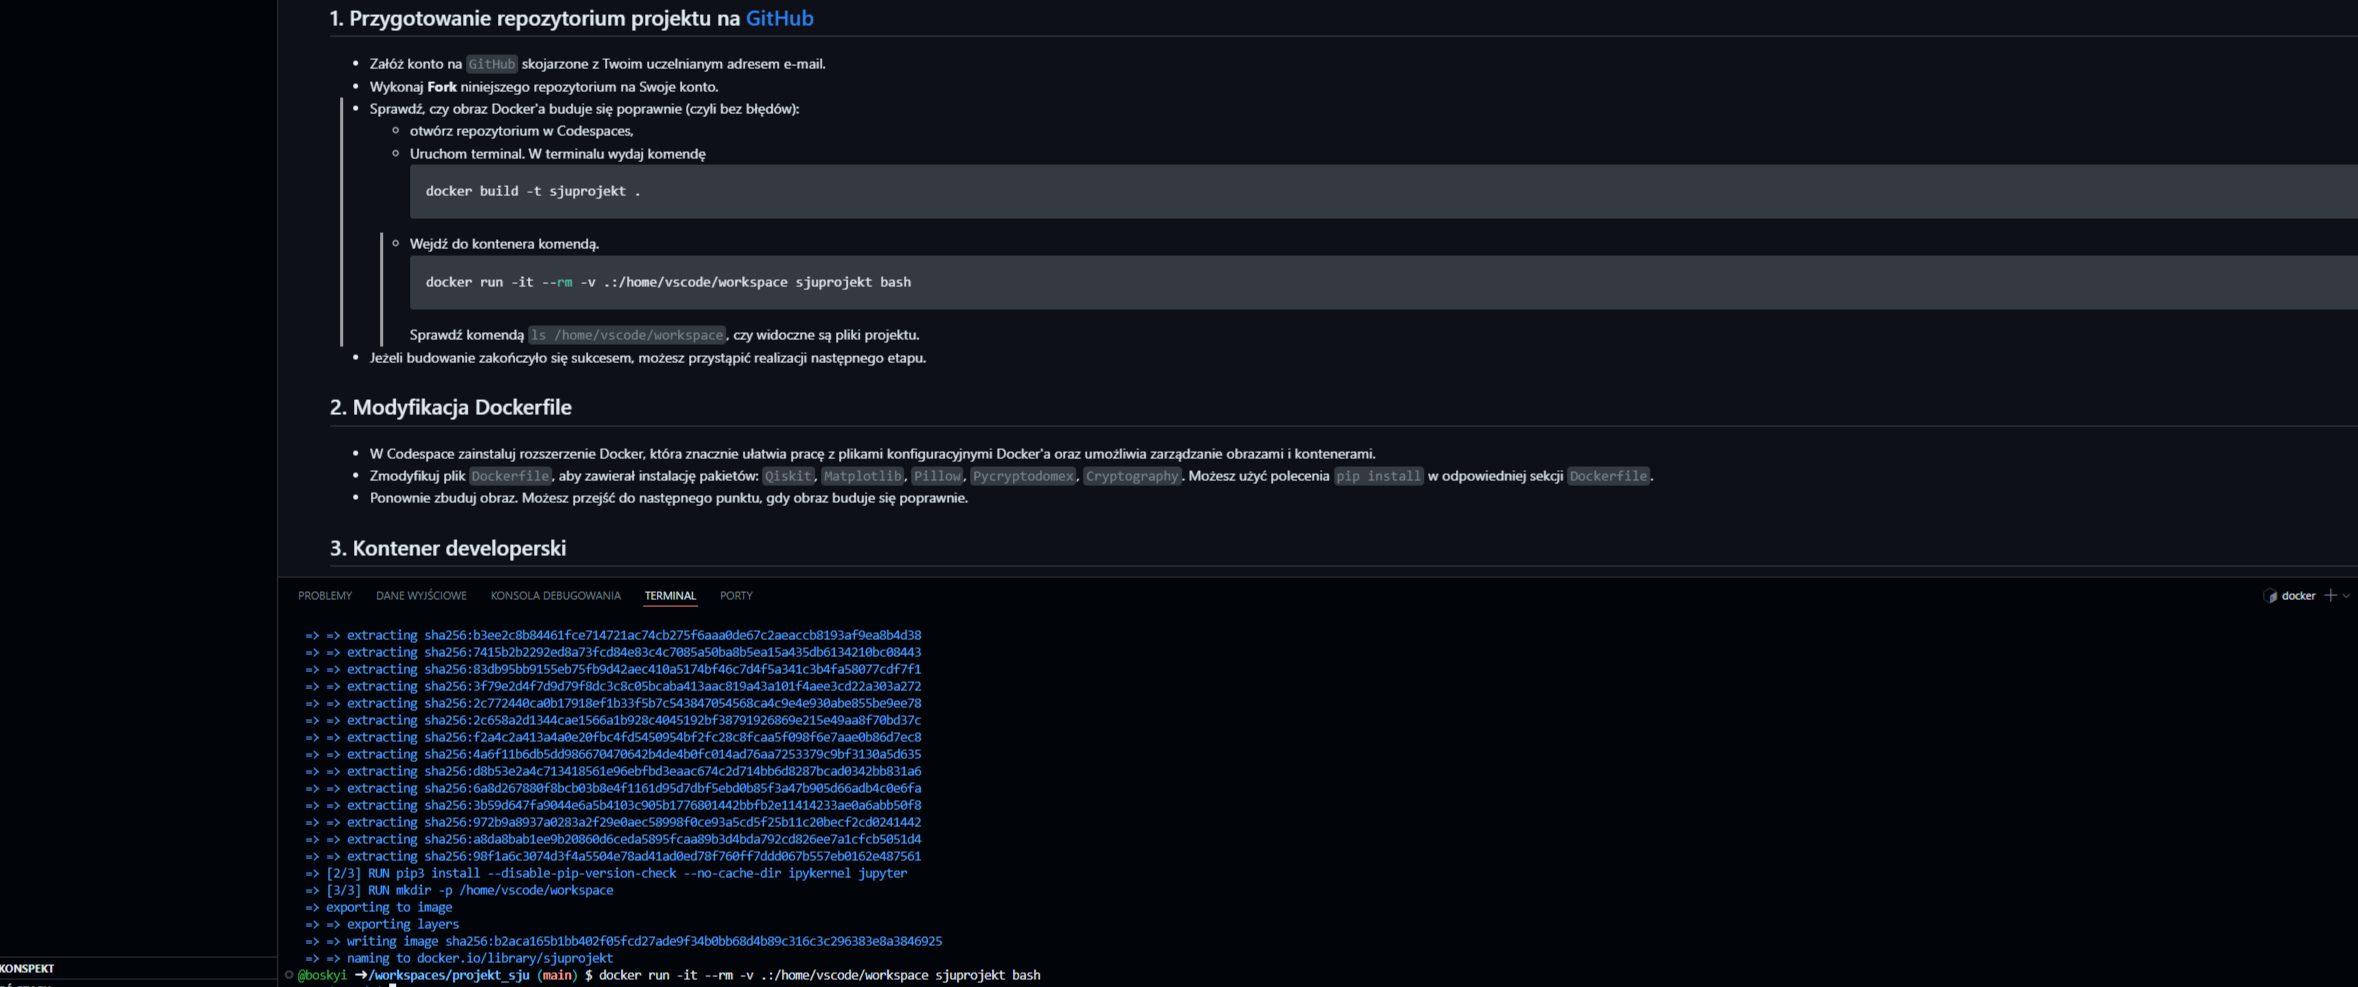 1. Przygotowanie repozytorium projektu na GitHub
• Załóż konto na GitHub skojarzone z Twoim uczelnianym adresem e-mail.
• Wykonaj Fork niniejszego repozytorium na Swoje konto.
• Sprawdź, czy obraz Docker'a buduje się poprawnie (czyli bez błędów):
◦ otwórz repozytorium w Codespaces,
◦ Uruchom terminal. W terminalu wydaj komendę
docker build -t sjuprojekt .
◦ Wejdź do kontenera komendą.
docker run -it --rm -v .:/home/vscode/workspace sjuprojekt bash
Sprawdź komendą ls /home/vscode/workspace, czy widoczne są pliki projektu.
• Jeżeli budowanie zakończyło się sukcesem, możesz przystąpić realizacji następnego etapu.
2. Modyfikacja Dockerfile
• W Codespace zainstaluj rozszerzenie Docker, która znacznie ułatwia pracę z plikami konfiguracyjnymi Docker'a oraz umożliwia zarządzanie obrazami i kontenerami.
• Zmodyfikuj plik Dockerfile, aby zawierał instalację pakietów: Qiskit, Matplotlib, Pillow, Pycryptodomex, Cryptography. Możesz użyć polecenia pip install w odpowiedniej sekcji Dockerfile.
• Ponownie zbuduj obraz. Możesz przejść do następnego punktu, gdy obraz buduje się poprawnie.
3. Kontener developerski
PROBLEMY DANE WYJŚCIOWE KONSOLA DEBUGOWANIA TERMINAL PORTY
docker
=> => extracting sha256:b3ee2c8b84461fce714721ac74cb275f6aaa0de67c2aeaccb8193af9ea8b4d38
=> => extracting sha256:7415b2b2292ed8a73fcd84e83c4c7085a50ba8b5ea15a435db6134210bc08443
=> => extracting sha256:83db95bb9155eb75fb9d42aec410a5174bf46c7d4f5a341c3b4fa58077cdf7f1
=> => extracting sha256:3f79e2d4f7d9d79f8dc3c8c05bcaba413aac819a43a101f4aee3cd22a303a272
=> => extracting sha256:2c772440ca0b17918ef1b33f5b7c543847054568ca4c9e4e930abe855be9ee78
=> => extracting sha256:2c658a2d1344cae1566a1b928c4045192bf38791926869e215e49aa8f70bd37c
=> => extracting sha256:f2a4c2a413a4a0e20fbc4fd5450954bf2fc28c8fcaa5f098f6e7aae0b86d7ec8
=> => extracting sha256:4a6f11b6db5dd986670470642b4de4b0fc014ad76aa7253379c9bf3130a5d635
=> => extracting sha256:d8b53e2a4c713418561e96ebfbd3eaac674c2d714bb6d8287bcad0342bb831a6
=> => extracting sha256:6a8d267880f8bcb03b8e4f1161d95d7dbf5ebd0b85f3a47b905d66adb4c0e6fa
=> => extracting sha256:3b59d647fa9044e6a5b4103c905b1776801442bbfb2e11414233ae0a6abb50f8
=> => extracting sha256:972b9a8937a0283a2f29e0aec58998f0ce93a5cd5f25b11c20becf2cd0241442
=> => extracting sha256:a8da8bab1ee9b20860d6ceda5895fcaa89b3d4bda792cd826ee7a1cfcb5051d4
=> => extracting sha256:98f1a6c3074d3f4a5504e78ad41ad0ed78f760ff7ddd067b557eb0162e487561
=> [2/3] RUN pip3 install --disable-pip-version-check --no-cache-dir ipykernel jupyter
=> [3/3] RUN mkdir -p /home/vscode/workspace
=> exporting to image
=> => exporting layers
=> => writing image sha256:b2aca165b1bb402f05fcd27ade9f34b0bb68d4b89c316c3c296383e8a3846925
=> => naming to docker.io/library/sjuprojekt
KONSPEKT
@boskyi ➜/workspaces/projekt_sju (main) $ docker run -it --rm -v .:/home/vscode/workspace sjuprojekt bash